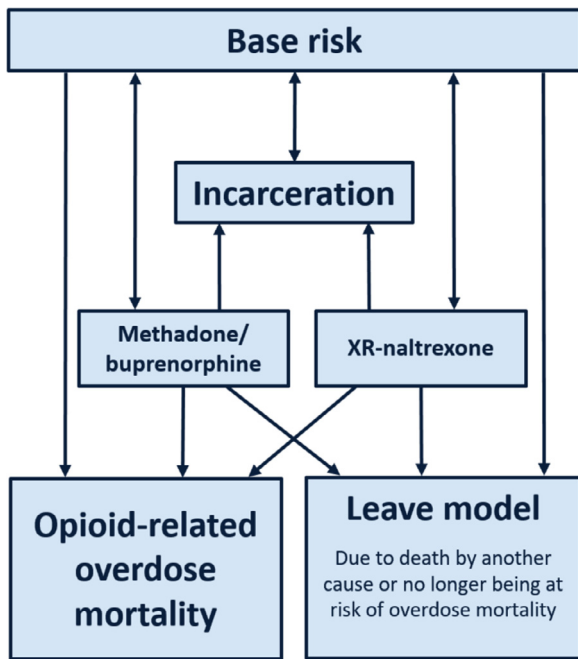 Base risk
Incarceration
Methadone/
buprenorphine
XR-naltrexone
Opioid-related
overdose
mortality
Leave model
Due to death by another
cause or no longer being at
risk of overdose mortality